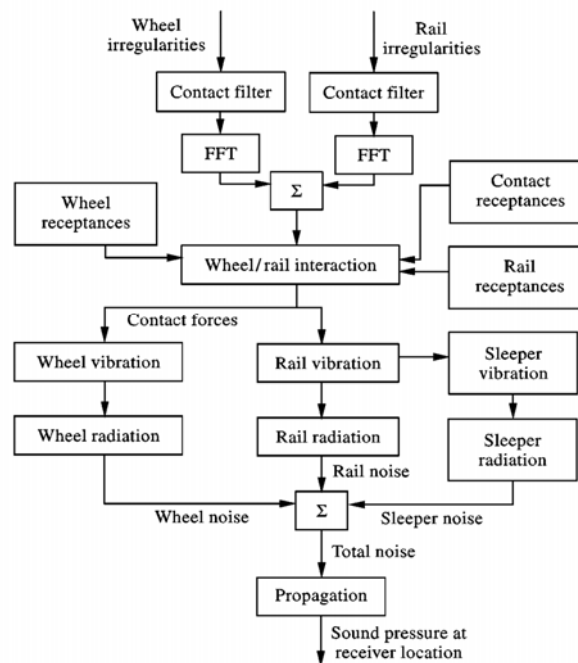 Wheel
irregularities
Rail
irregularities
Contact filter
Contact filter
FFT
FFT
Σ
Wheel
receptances
Contact
receptances
Wheel/rail interaction
Rail
receptances
Contact forces
Wheel vibration
Rail vibration
Sleeper
vibration
Wheel radiation
Rail radiation
Sleeper
radiation
Rail noise
Wheel noise
Σ
Sleeper noise
Total noise
Propagation
Sound pressure at
receiver location